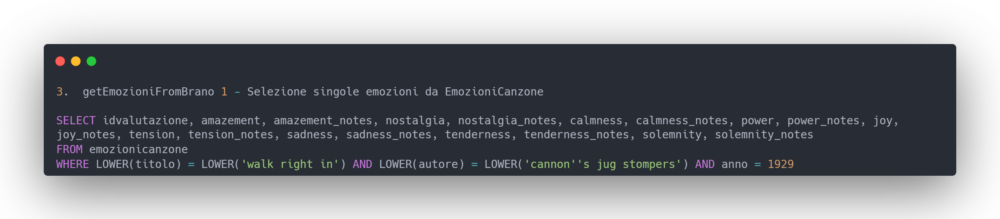 3.  getEmozioniFromBrano 1 - Selezione singole emozioni da EmozioniCanzone
SELECT idvalutazione, amazement, amazement_notes, nostalgia, nostalgia_notes, calmness, calmness_notes, power, power_notes, joy,
joy_notes, tension, tension_notes, sadness, sadness_notes, tenderness, tenderness_notes, solemnity, solemnity_notes
FROM emozionicanzone
WHERE LOWER(titolo) = LOWER('walk right in') AND LOWER(autore) = LOWER('cannon''s jug stompers') AND anno = 1929